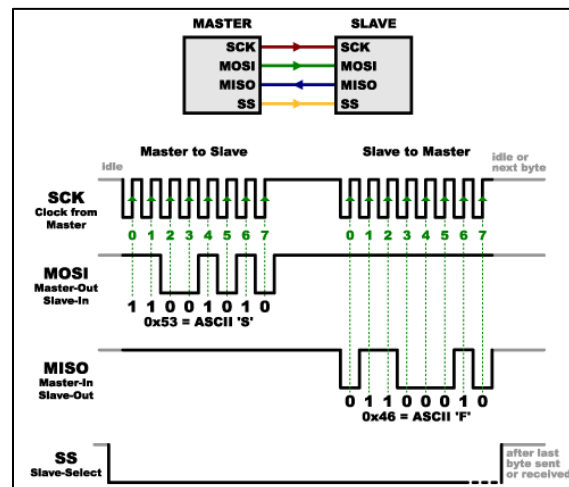 MASTER SLAVE
SCK SCK
MOSI MOSI
MISO MISO
SS SS
Master to Slave Slave to Master
idle
idle or
next byte
SCK
Clock from
Master
0 1 2 3 4 5 6 7 0 1 2 3 4 5 6 7
MOSI
Master-Out
Slave-In
1 1 0 0 1 0 1 0
0x53 = ASCII 'S'
MISO
Master-In
Slave-Out
0 1 1 0 0 0 1 0
0x46 = ASCII 'F'
SS
Slave-Select
after last
byte sent
or received